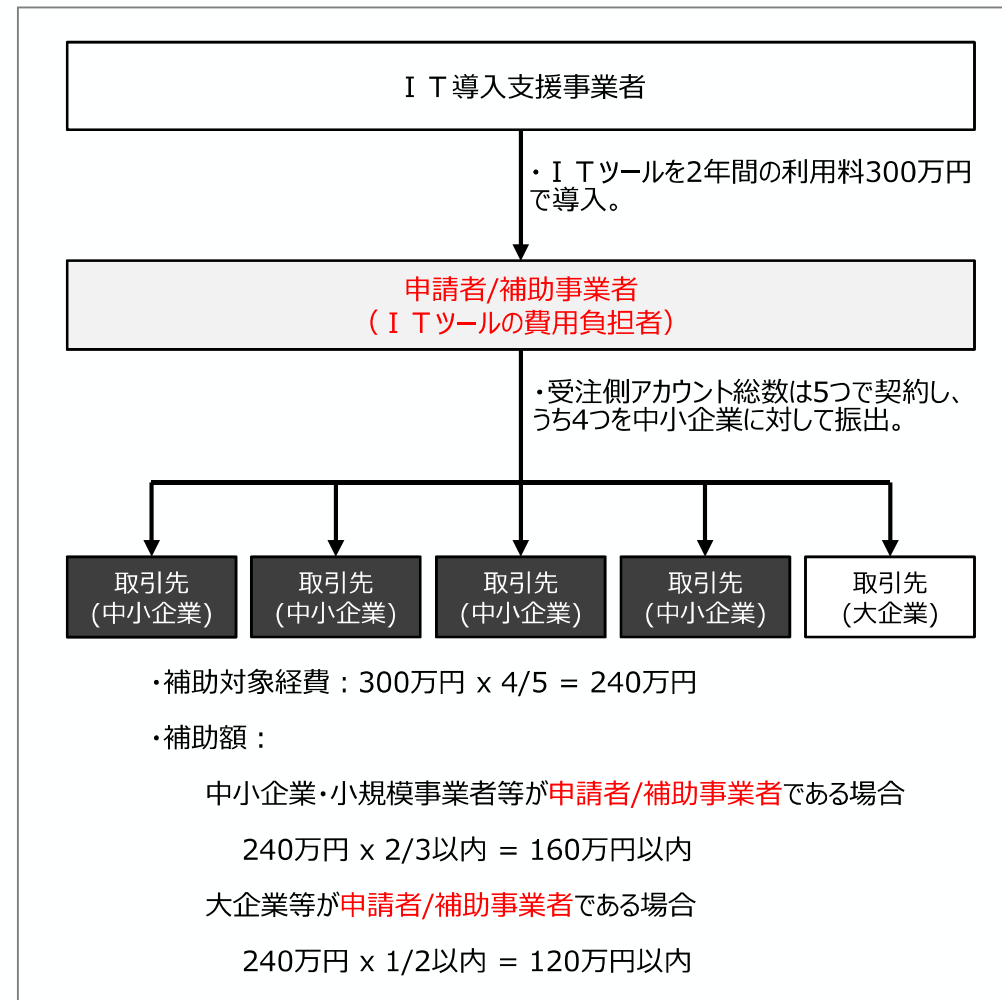 ＩＴ導入支援事業者
・ＩＴツールを2年間の利用料300万円
で導入。
申請者/補助事業者
（ＩＴツールの費用負担者）
・受注側アカウント総数は5つで契約し、
うち4つを中小企業に対して振出。
取引先
(中小企業)
取引先
(中小企業)
取引先
(中小企業)
取引先
(中小企業)
取引先
(大企業)
・補助対象経費：300万円 x 4/5 = 240万円
・補助額：
中小企業・小規模事業者等が申請者/補助事業者である場合
240万円 x 2/3以内 = 160万円以内
大企業等が申請者/補助事業者である場合
240万円 x 1/2以内 = 120万円以内